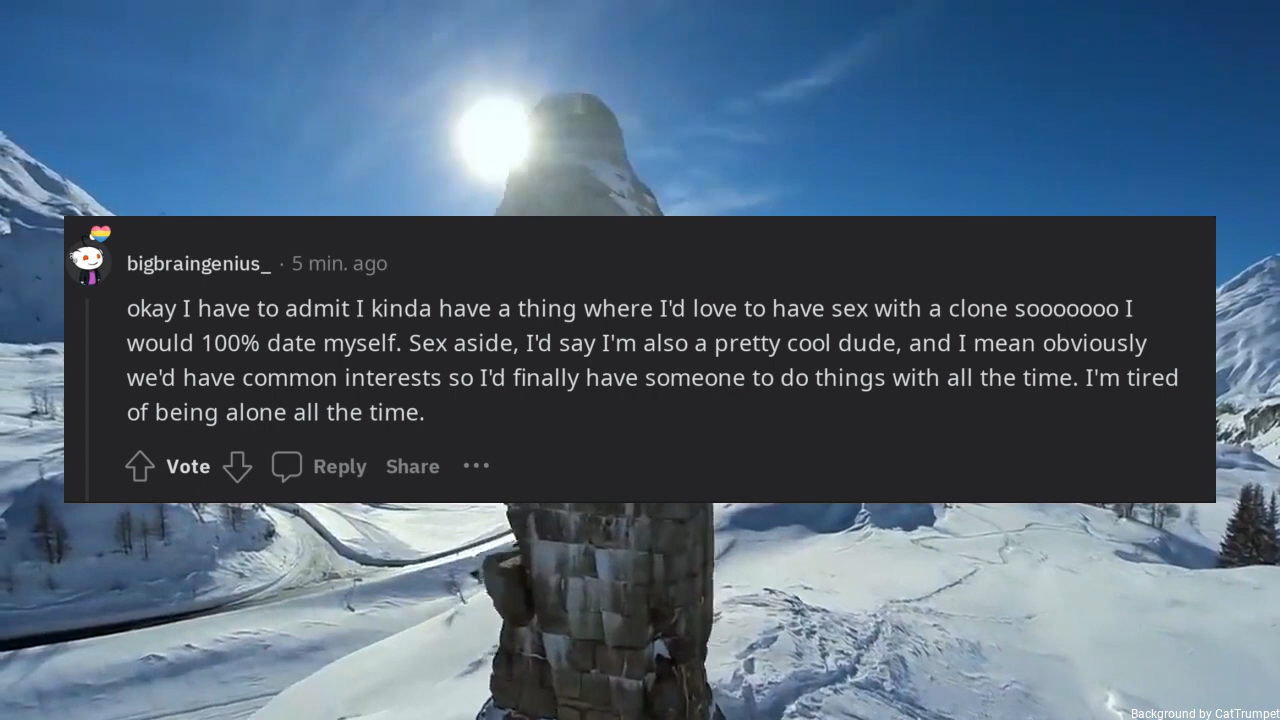 bigbraingenius_ · 5 min. ago
okay I have to admit I kinda have a thing where I'd love to have sex with a clone sooooooo I
would 100% date myself. Sex aside, I'd say I'm also a pretty cool dude, and I mean obviously
we'd have common interests so I'd finally have someone to do things with all the time. I'm tired
of being alone all the time.
Vote Reply Share
Background by CatTrumpet